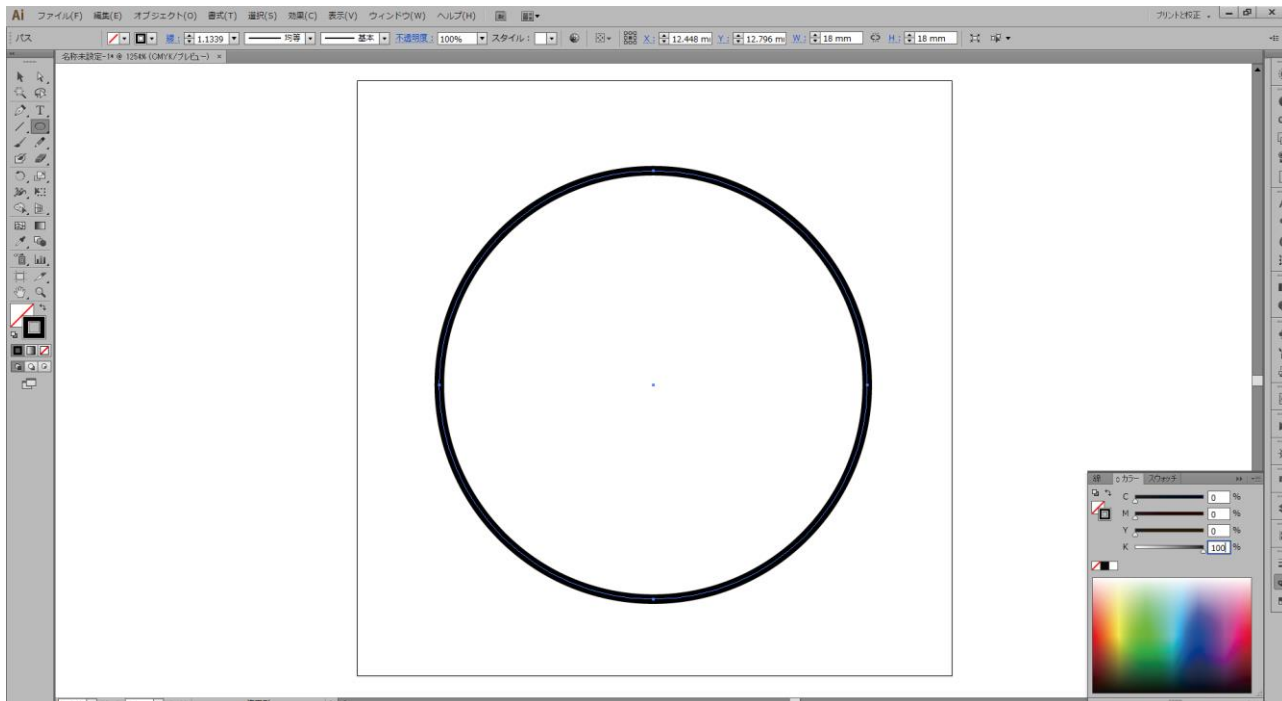 Ai ファイル(F) 編集(E) オブジェクト(O) 書式(T) 選択(S) 効果(C) 表示(V) ウィンドウ(W) ヘルプ(H) プリントと校正
パス 線: 1.1339 均等 基本 不透明度: 100% スタイル: X: 12.448 mi Y: 12.796 mi W: 18 mm H: 18 mm
名称未設定-1* @ 1254% (CMYK/プレビュー) ×
線 カラー スウォッチ
C 0 %
M 0 %
Y 0 %
K 100 %